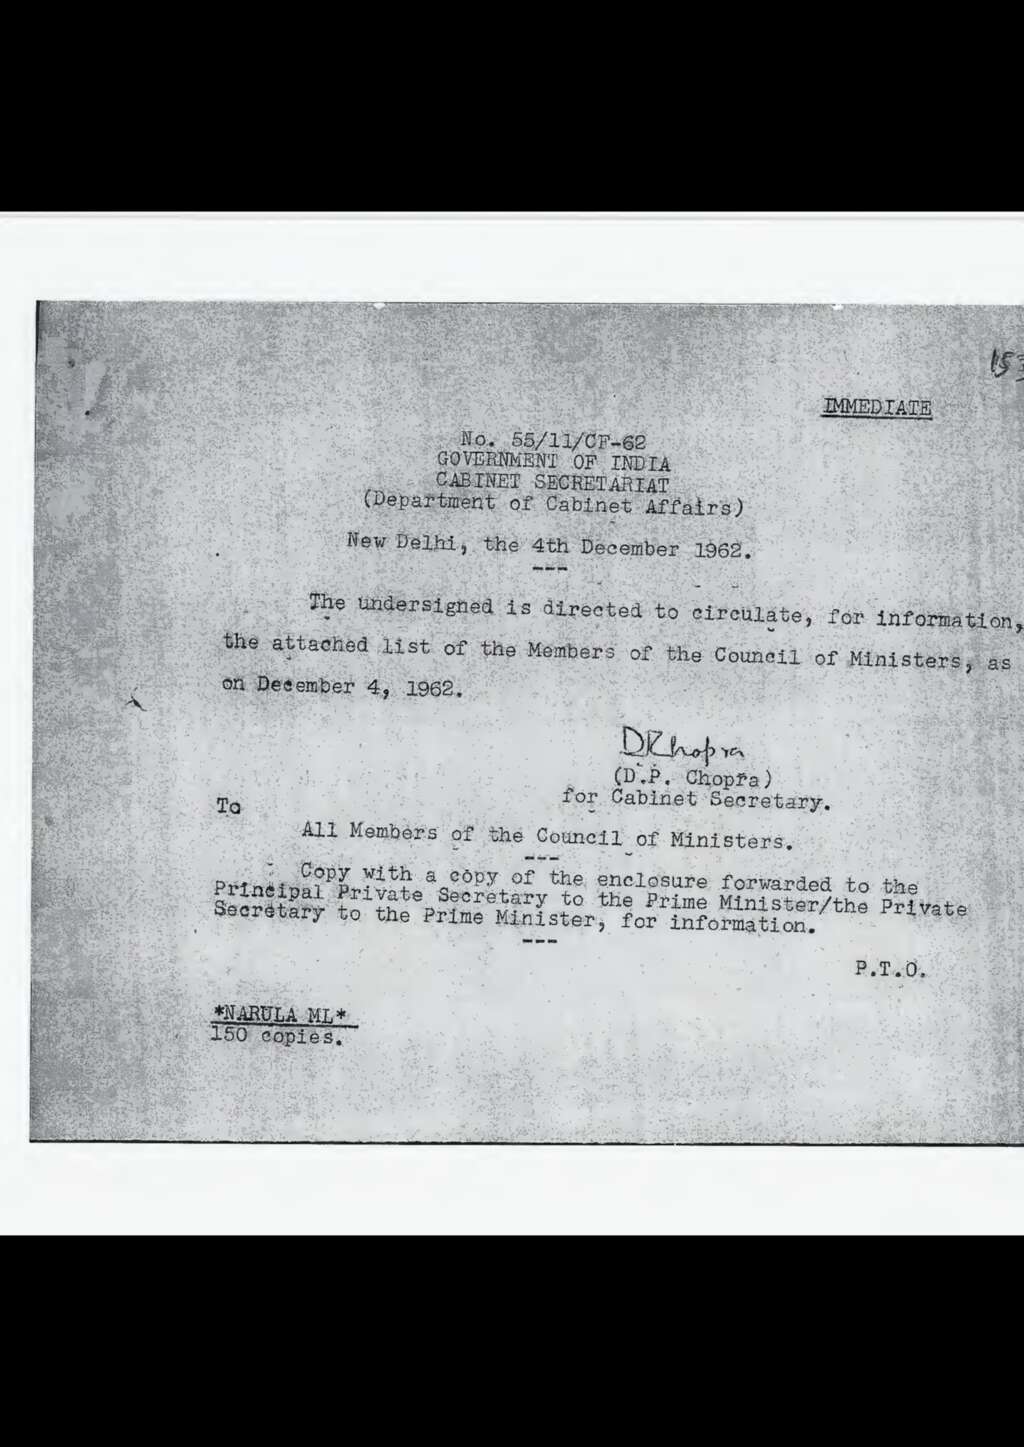 IMMEDIATE
No. 55/11/CF-62
GOVERNMENT OF INDIA
CABINET SECRETARIAT
(Department of Cabinet Affairs)
New Delhi, the 4th December 1962.
---
The undersigned is directed to circulate, for information,
the attached list of the Members of the Council of Ministers, as
on December 4, 1962.
(D.P. Chopra)
for Cabinet Secretary.
To
All Members of the Council of Ministers.
---
Copy with a copy of the enclosure forwarded to the
Principal Private Secretary to the Prime Minister/the Private
Secretary to the Prime Minister, for information.
---
P.T.O.
*NARULA ML*
150 copies.